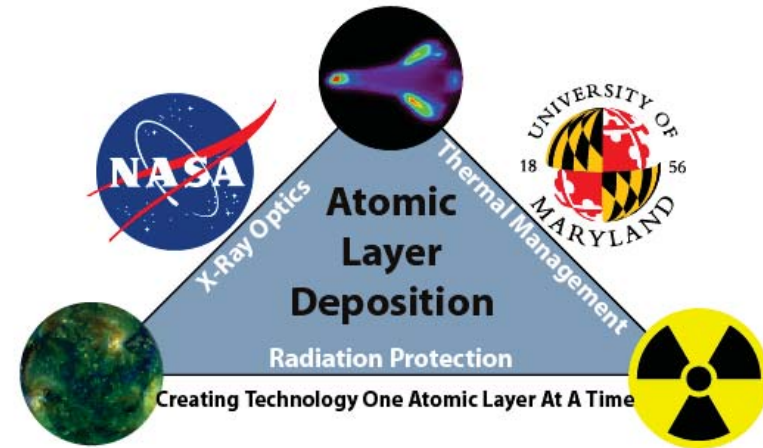 NASA
UNIVERSITY OF
18 56
MARYLAND
X-Ray Optics
Thermal Management
Atomic
Layer
Deposition
Radiation Protection
Creating Technology One Atomic Layer At A Time